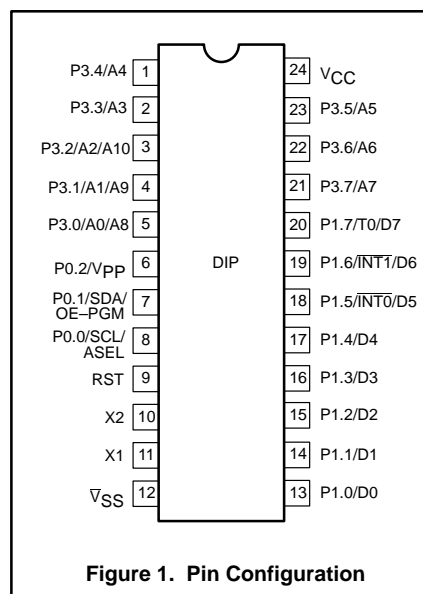 P3.4/A4 1
P3.3/A3 2
P3.2/A2/A10 3
P3.1/A1/A9 4
P3.0/A0/A8 5
P0.2/VPP 6
P0.1/SDA/
OE–PGM 7
P0.0/SCL/
ASEL 8
RST 9
X2 10
X1 11
V̅SS 12
DIP
24 VCC
23 P3.5/A5
22 P3.6/A6
21 P3.7/A7
20 P1.7/T0/D7
19 P1.6/I̅N̅T̅1̅/D6
18 P1.5/I̅N̅T̅0̅/D5
17 P1.4/D4
16 P1.3/D3
15 P1.2/D2
14 P1.1/D1
13 P1.0/D0
Figure 1. Pin Configuration